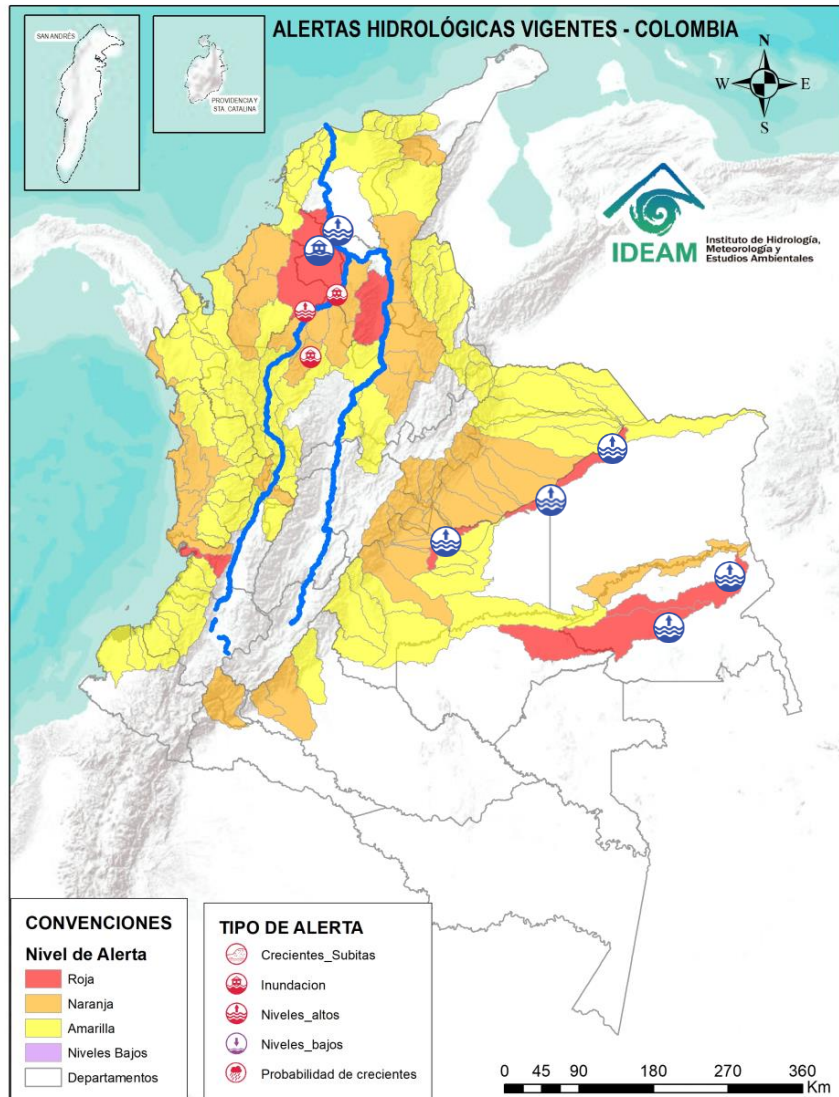 ALERTAS HIDROLÓGICAS VIGENTES - COLOMBIA
SAN ANDRÉS
PROVIDENCIA Y
STA. CATALINA
N
W
E
S
IDEAM
Instituto de Hidrología,
Meteorología y
Estudios Ambientales
CONVENCIONES
Nivel de Alerta
Roja
Naranja
Amarilla
Niveles Bajos
Departamentos
TIPO DE ALERTA
Crecientes_Subitas
Inundacion
Niveles_altos
Niveles_bajos
Probabilidad de crecientes
0 45 90 180 270 360
Km